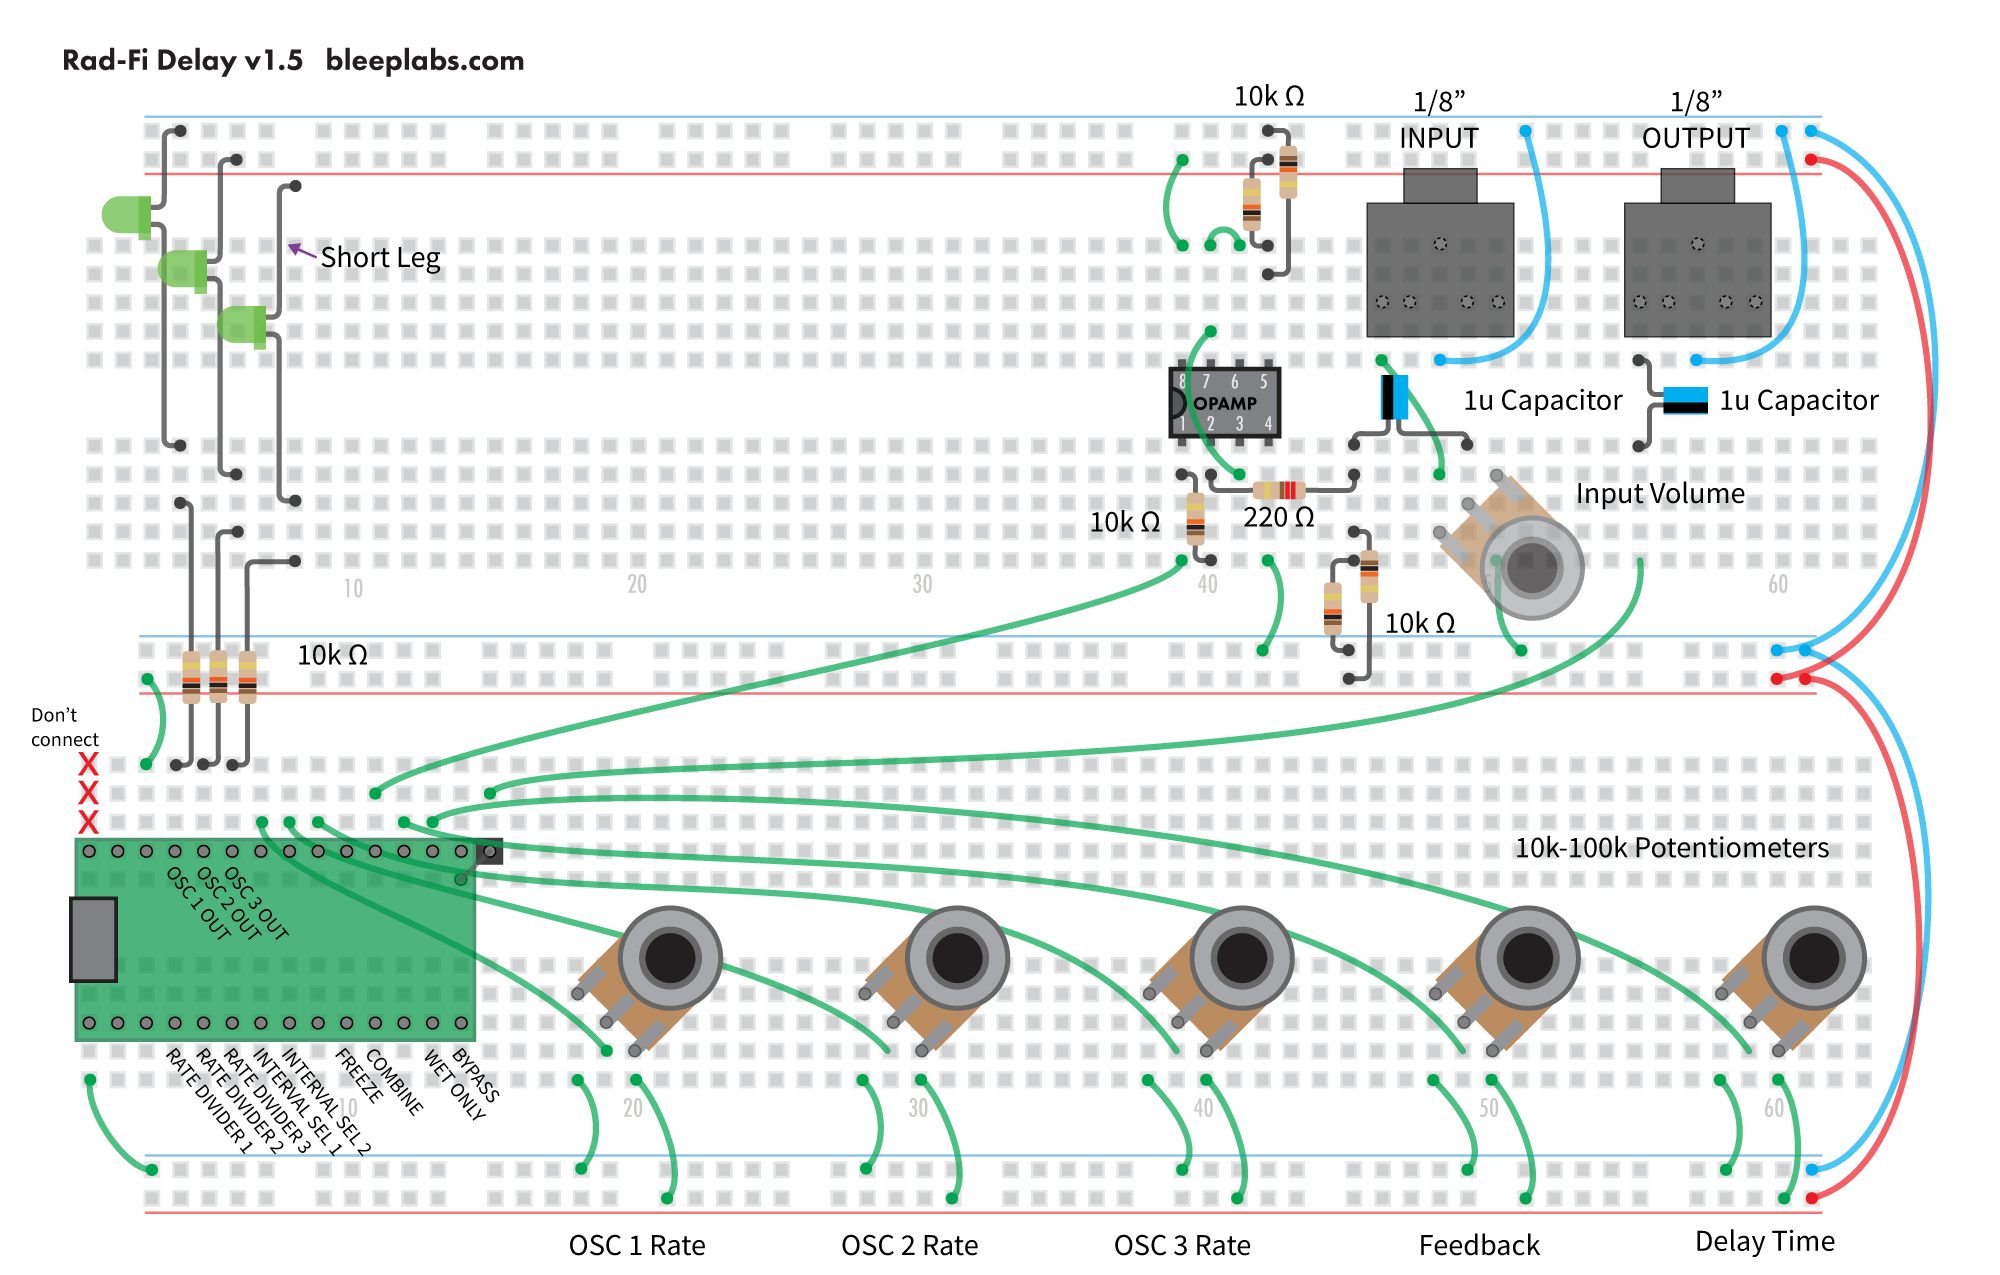 Rad-Fi Delay v1.5 bleeplabs.com
10k Ω
1/8”
INPUT
1/8”
OUTPUT
Short Leg
8 7 6 5
OPAMP
1 2 3 4
1u Capacitor
1u Capacitor
Input Volume
10k Ω
220 Ω
10
20
30
40
60
10k Ω
10k Ω
Don’t
connect
X
X
X
10k-100k Potentiometers
OSC 1 OUT
OSC 2 OUT
OSC 3 OUT
RATE DIVIDER 1
RATE DIVIDER 2
RATE DIVIDER 3
INTERVAL SEL 1
INTERVAL SEL 2
FREEZE
COMBINE
WET ONLY
BYPASS
10
20
30
40
50
60
OSC 1 Rate
OSC 2 Rate
OSC 3 Rate
Feedback
Delay Time